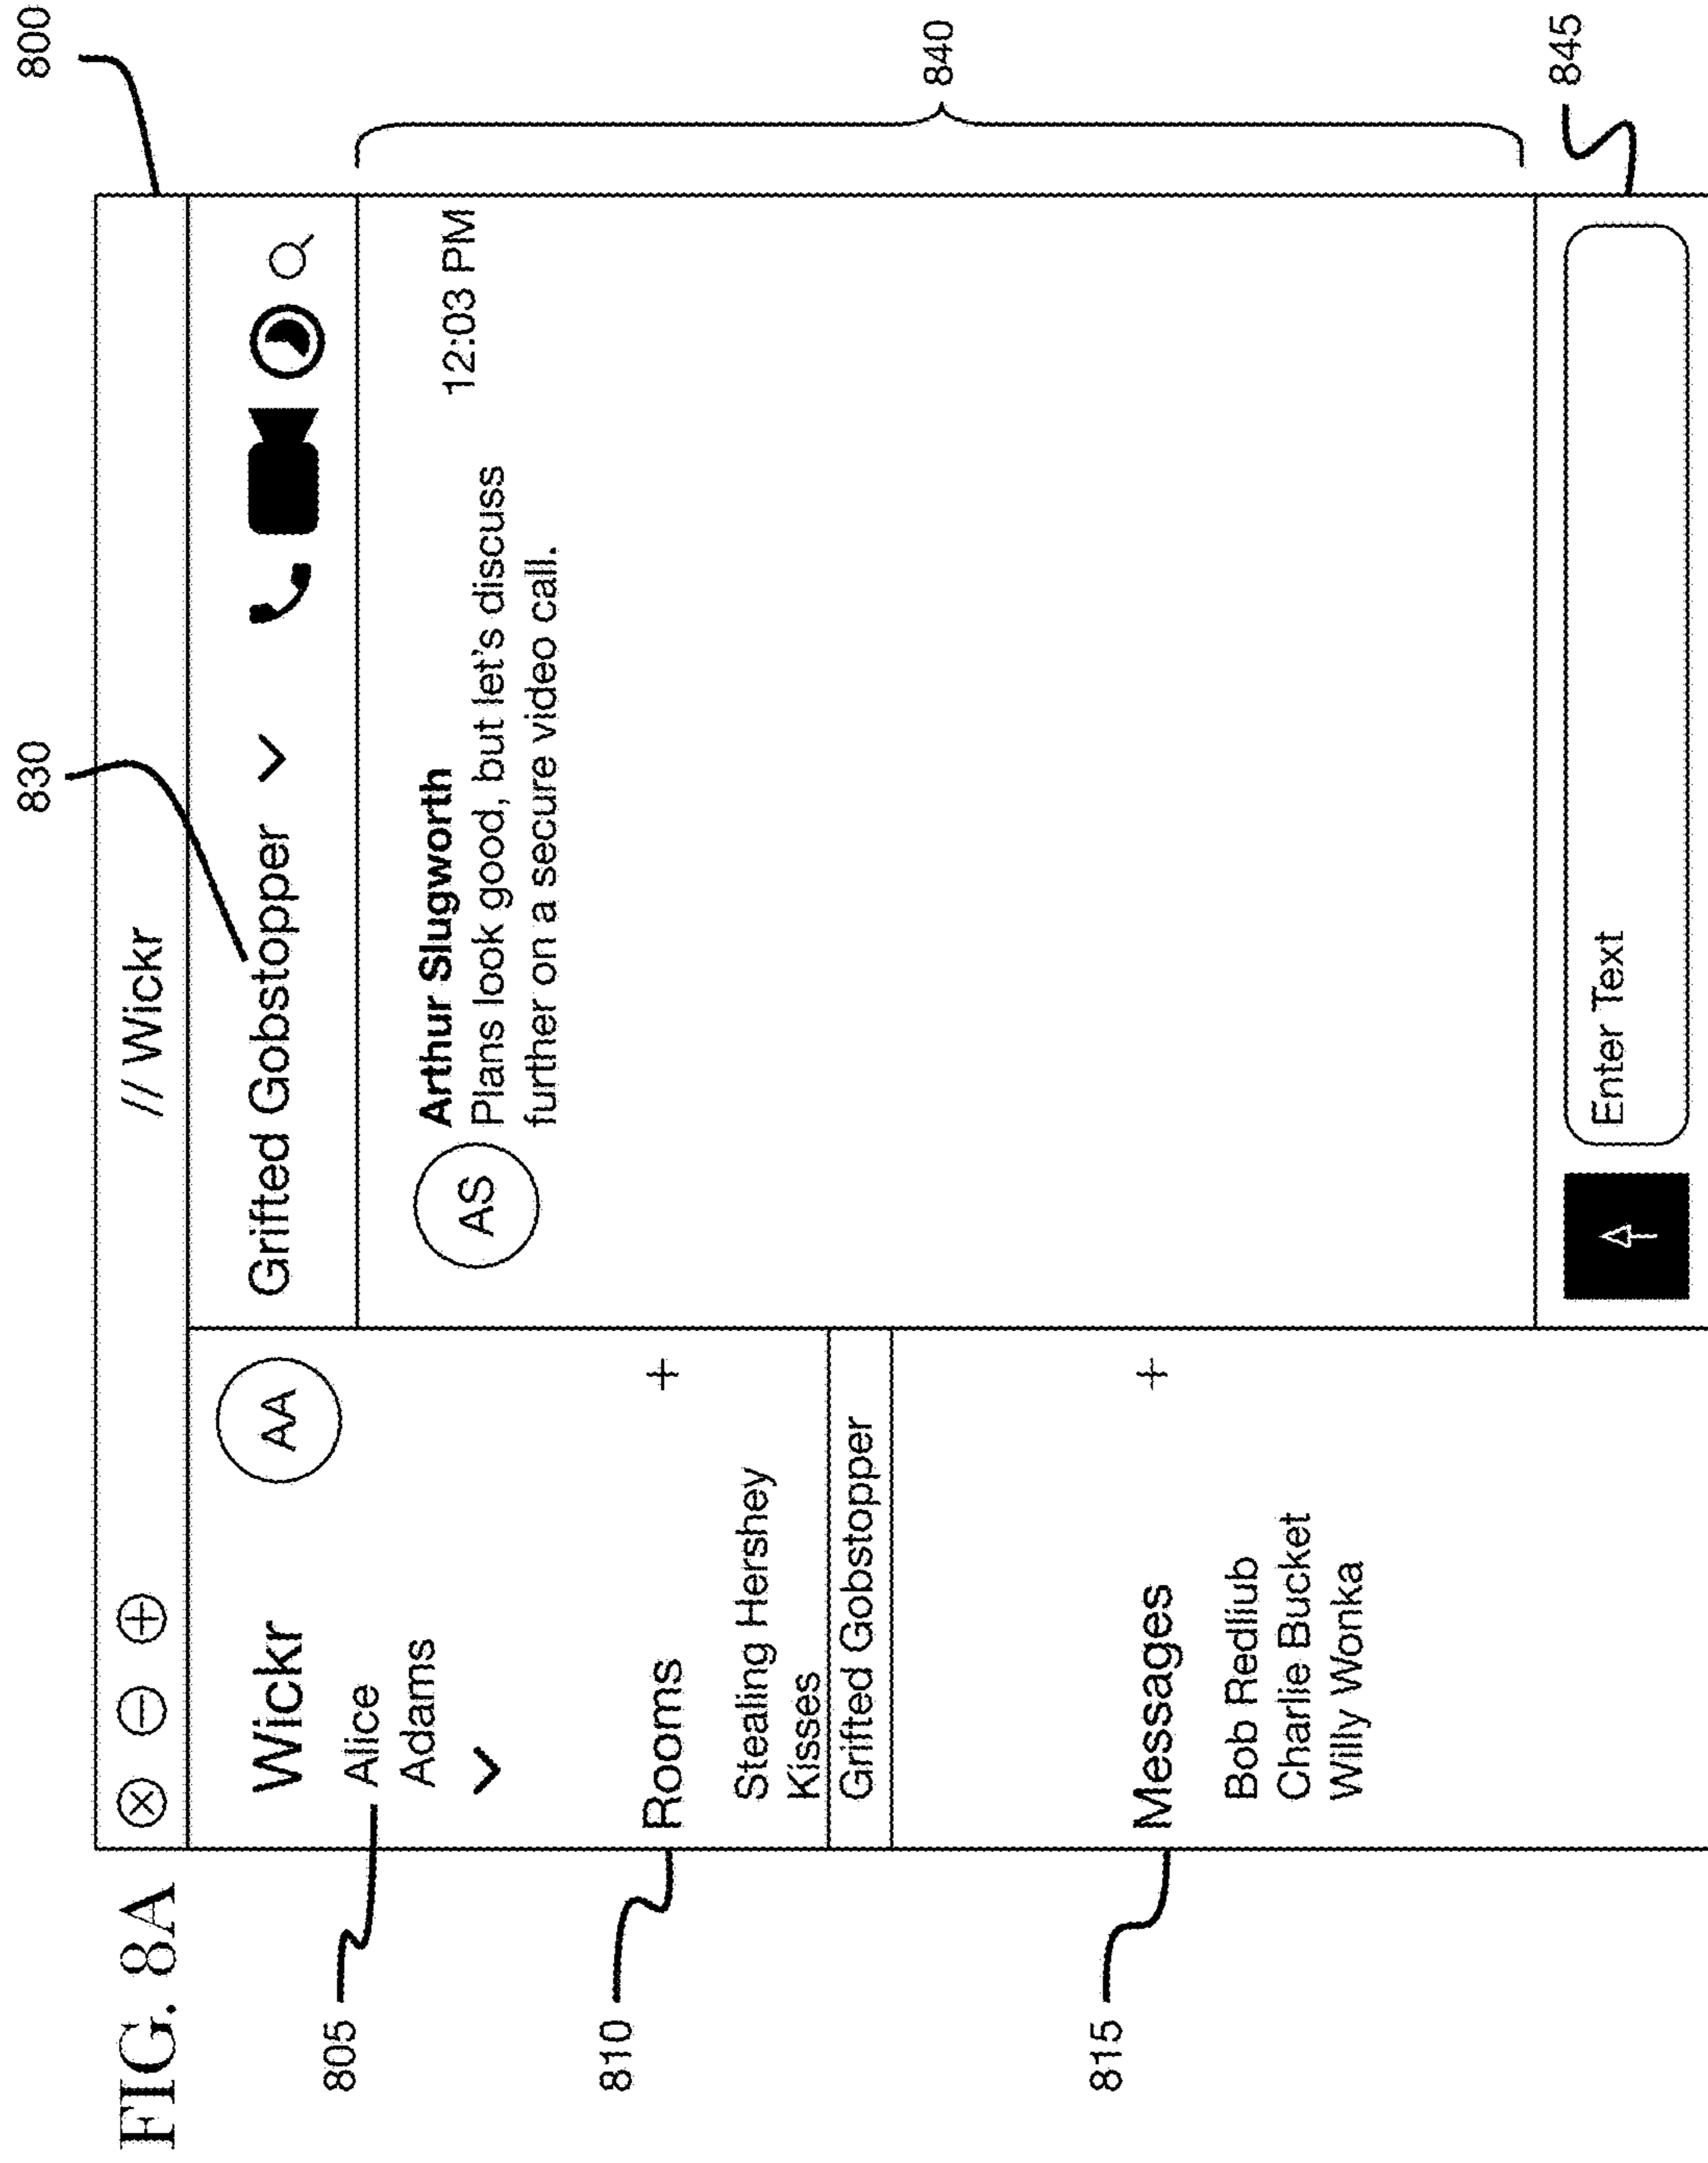 FIG. 8A
800
// Wickr
830
805
Wickr
AA
Alice
Adams
810
Rooms
+
Stealing Hershey
Kisses
Grifted Gobstopper
815
Messages
+
Bob Redliub
Charlie Bucket
Willy Wonka
Grifted Gobstopper
840
AS
Arthur Slugworth
12:03 PM
Plans look good, but let's discuss
further on a secure video call.
Enter Text
845